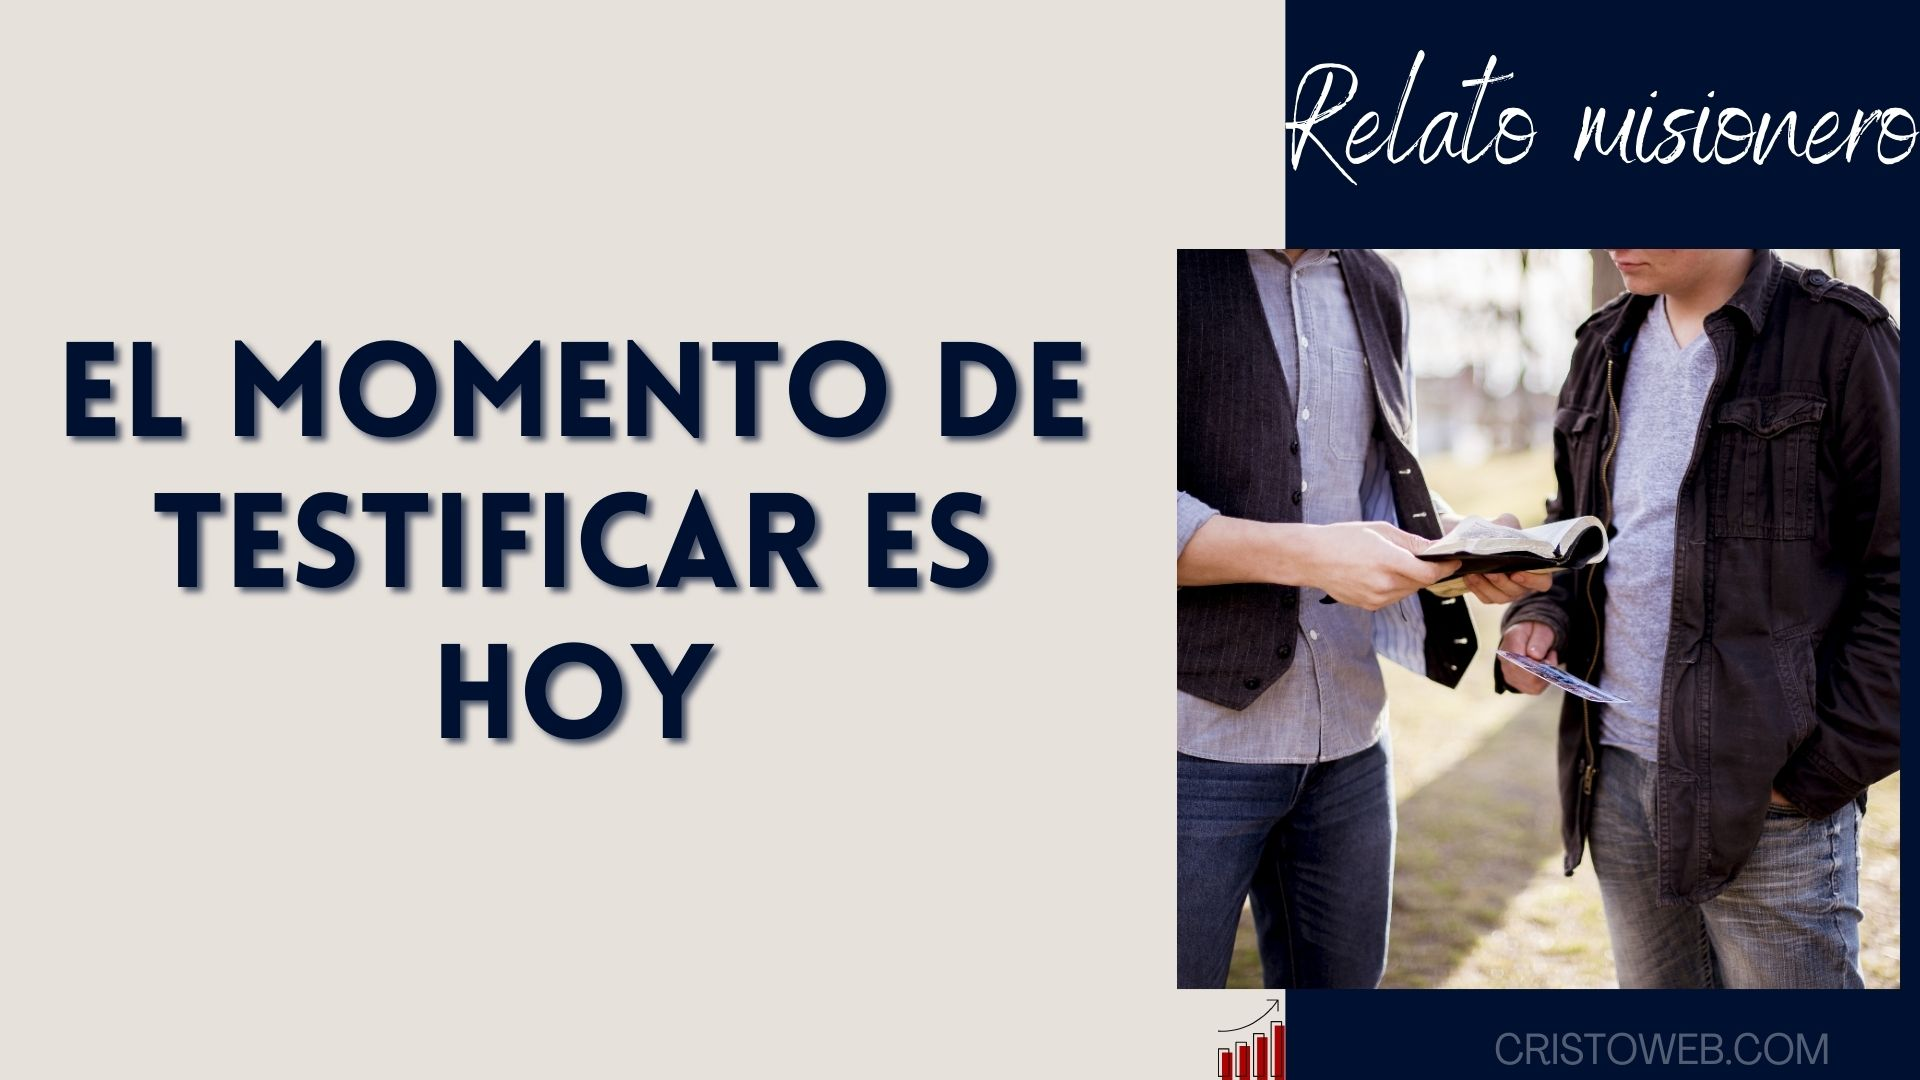 Relato misionero
EL MOMENTO DE
TESTIFICAR ES
HOY
CRISTOWEB.COM